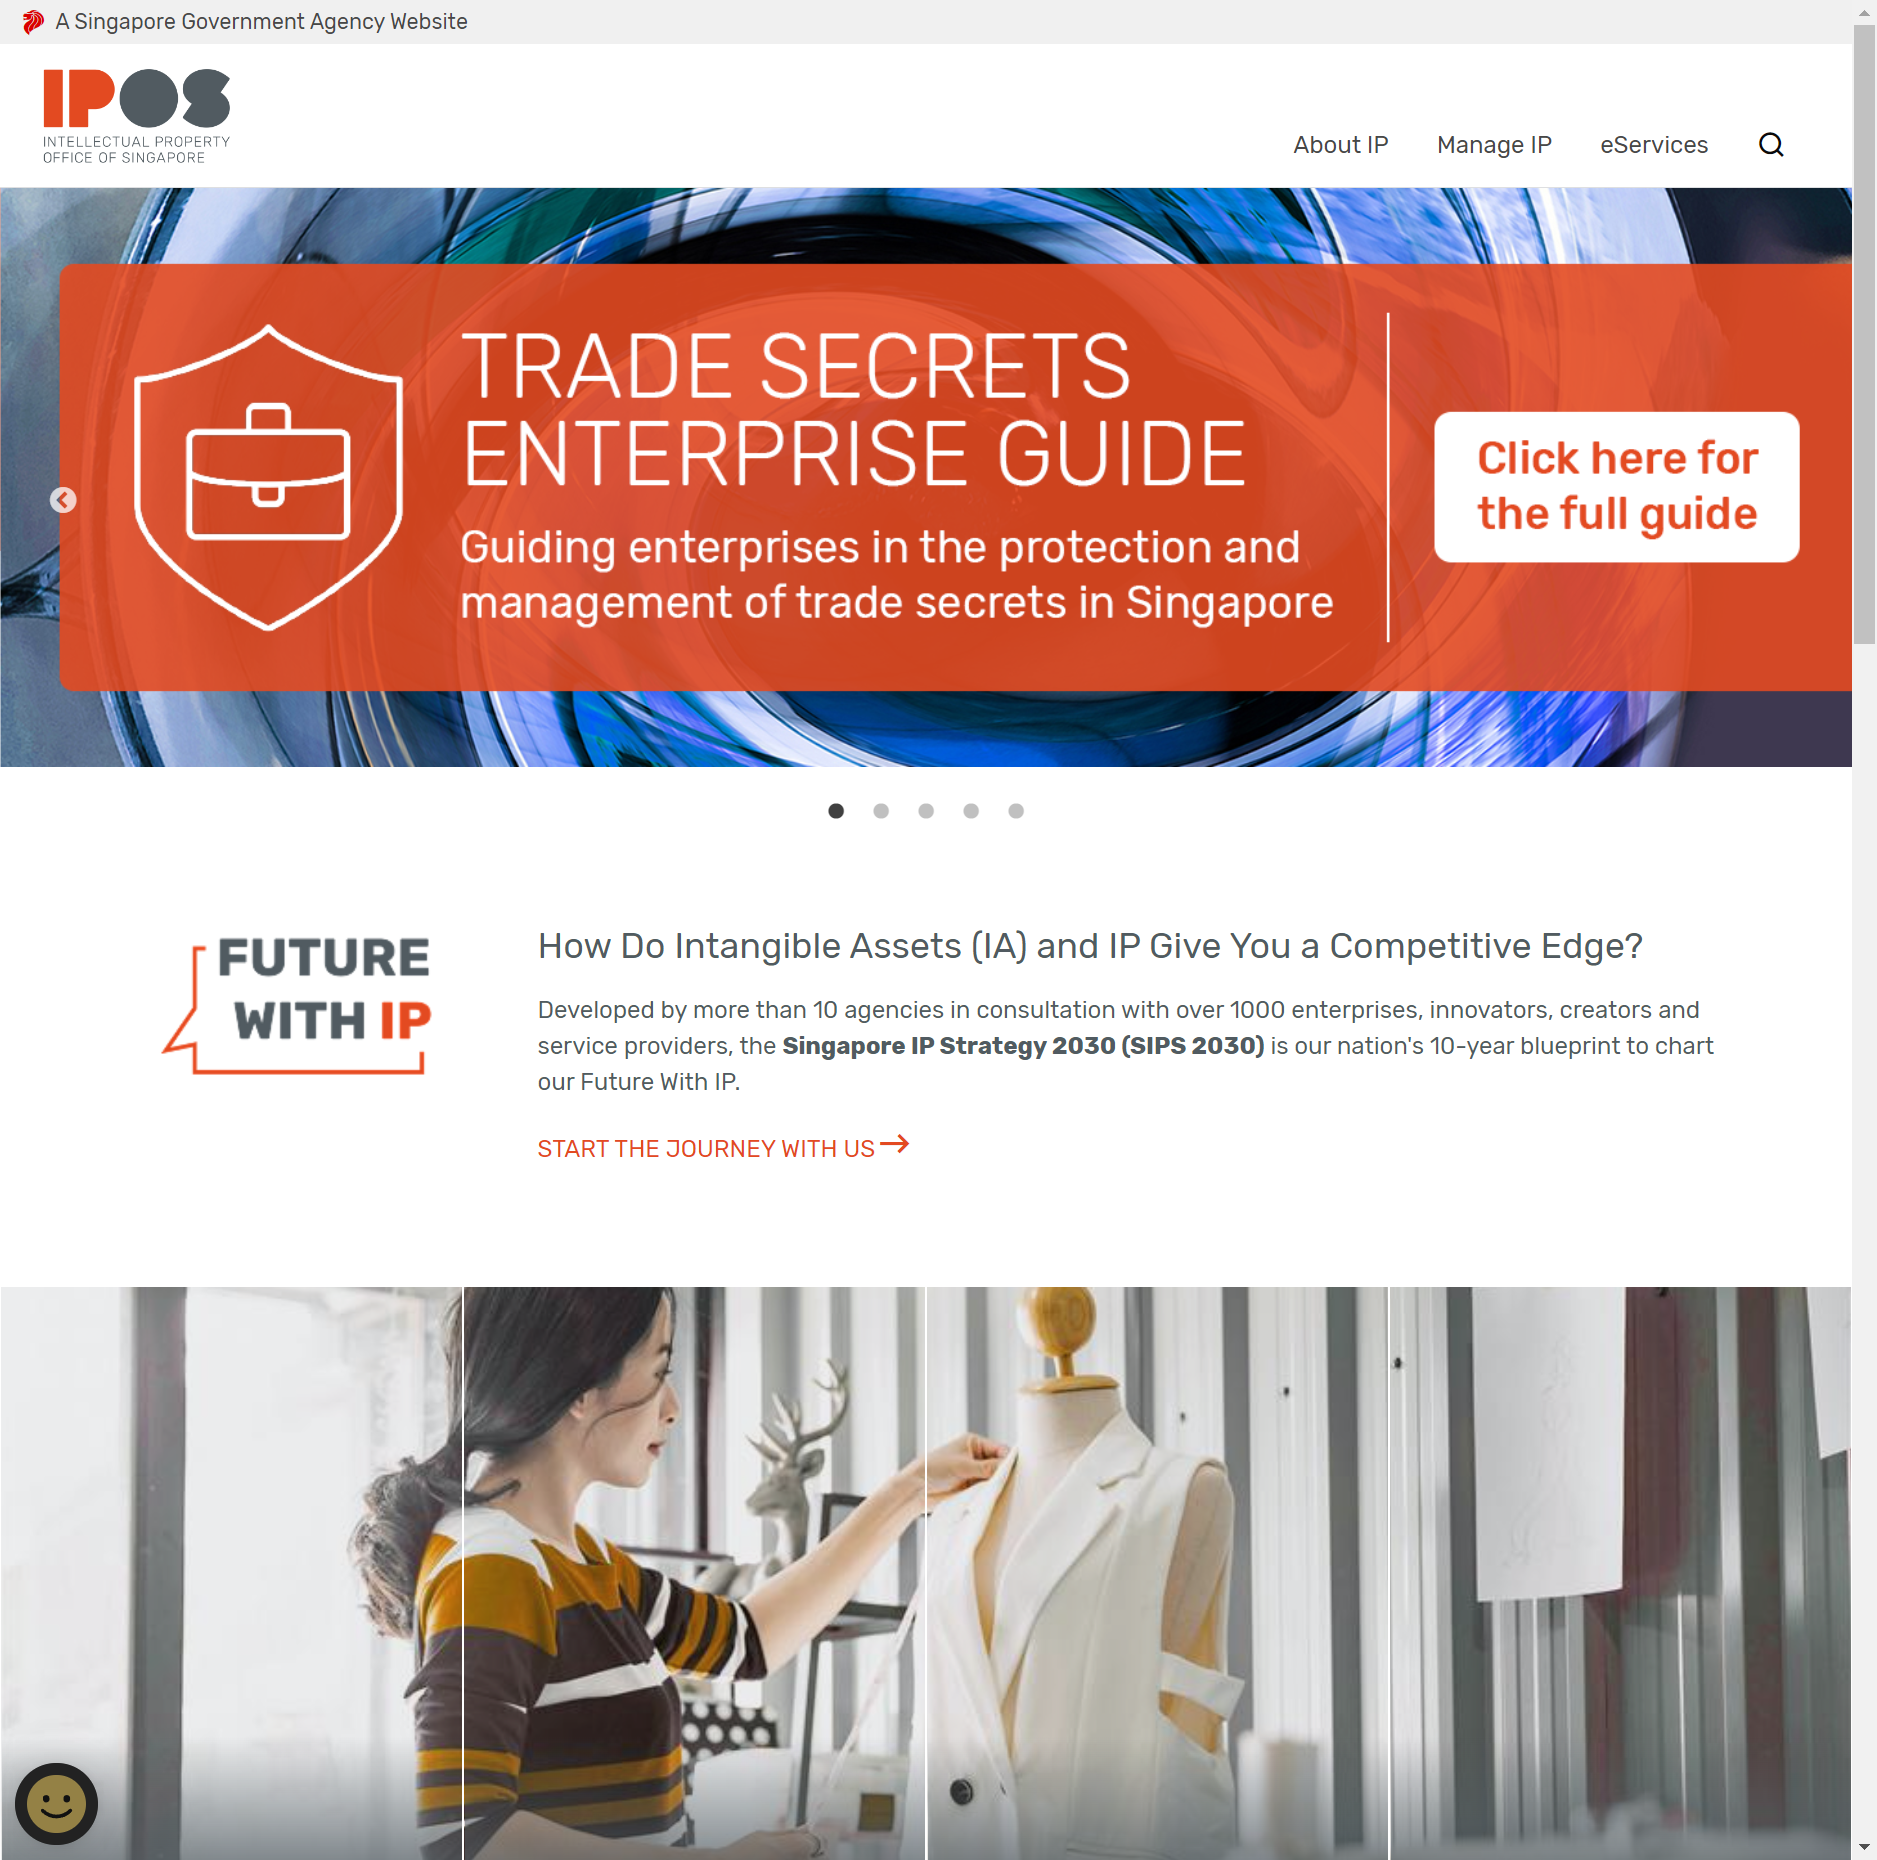 A Singapore Government Agency Website
IPOS
INTELLECTUAL PROPERTY
OFFICE OF SINGAPORE
About IP
Manage IP
eServices
TRADE SECRETS
ENTERPRISE GUIDE
Guiding enterprises in the protection and
management of trade secrets in Singapore
Click here for
the full guide
FUTURE
WITH IP
How Do Intangible Assets (IA) and IP Give You a Competitive Edge?
Developed by more than 10 agencies in consultation with over 1000 enterprises, innovators, creators and
service providers, the Singapore IP Strategy 2030 (SIPS 2030) is our nation's 10-year blueprint to chart
our Future With IP.
START THE JOURNEY WITH US